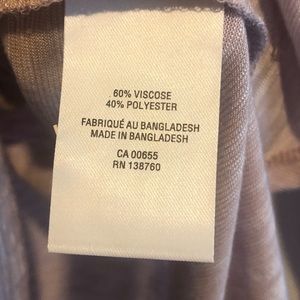 60% VISCOSE
40% POLYESTER
FABRIQUÉ AU BANGLADESH
MADE IN BANGLADESH
CA 00655
RN 138760